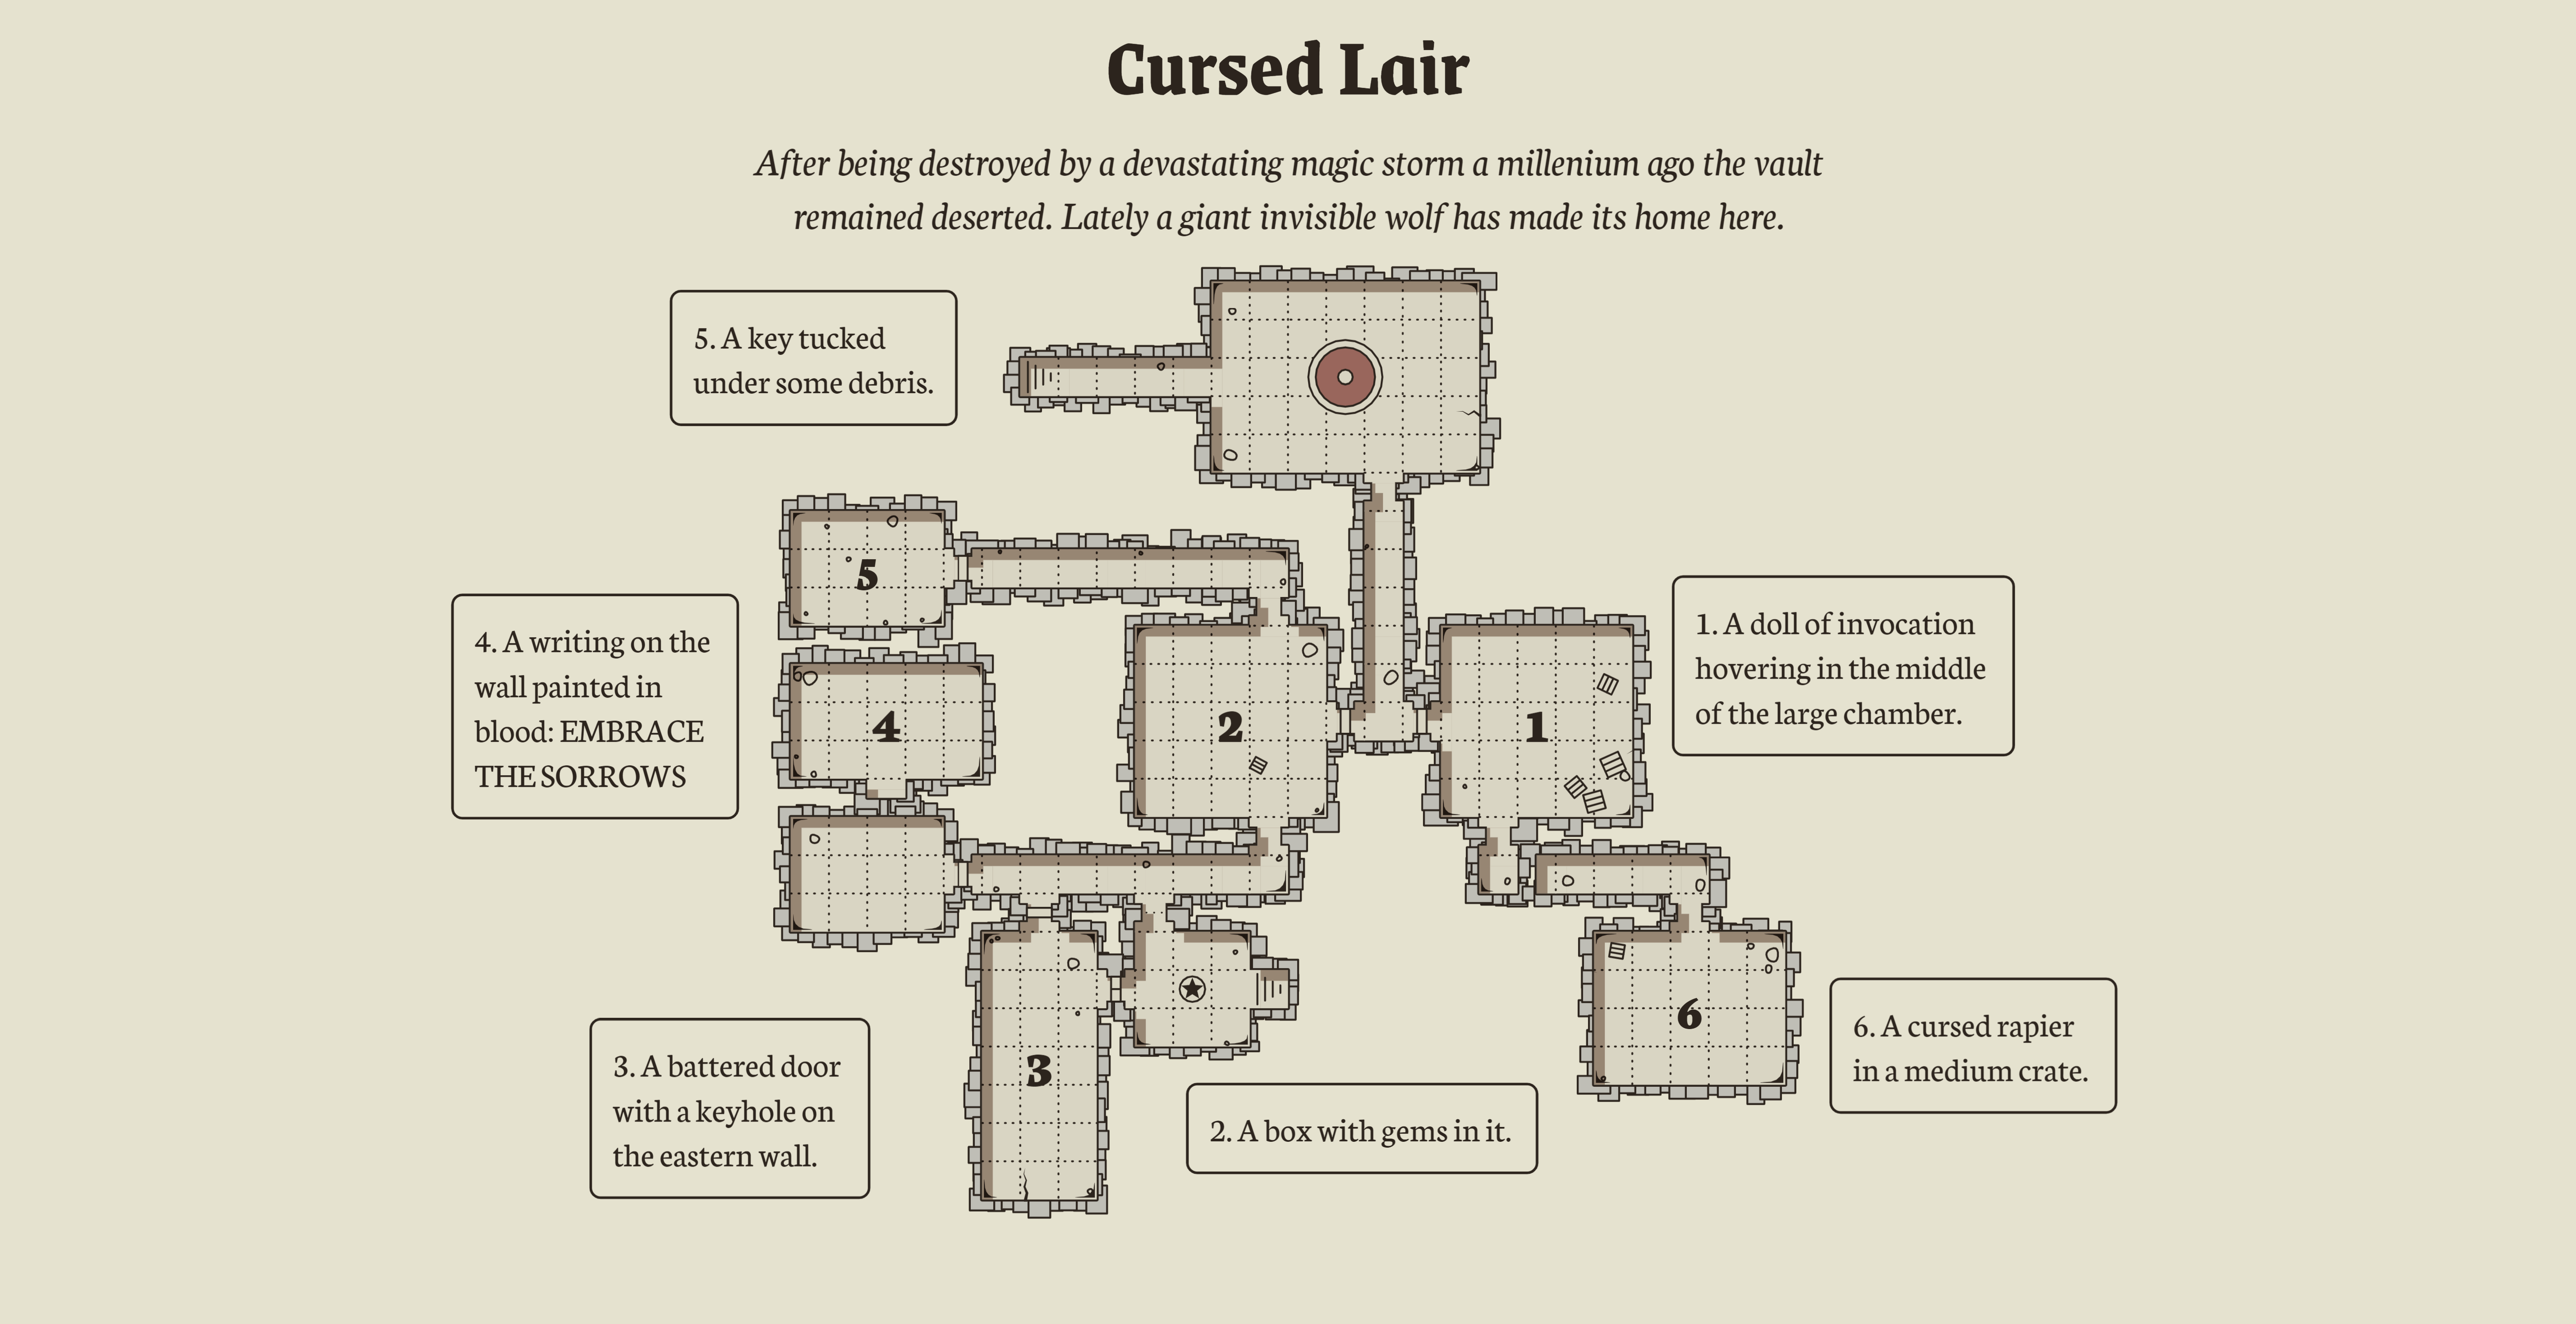 Cursed Lair
After being destroyed by a devastating magic storm a millenium ago the vault
remained deserted. Lately a giant invisible wolf has made its home here.
5. A key tucked
under some debris.
4. A writing on the
wall painted in
blood: EMBRACE
THE SORROWS
1. A doll of invocation
hovering in the middle
of the large chamber.
3. A battered door
with a keyhole on
the eastern wall.
2. A box with gems in it.
6. A cursed rapier
in a medium crate.
5
4
2
1
3
6